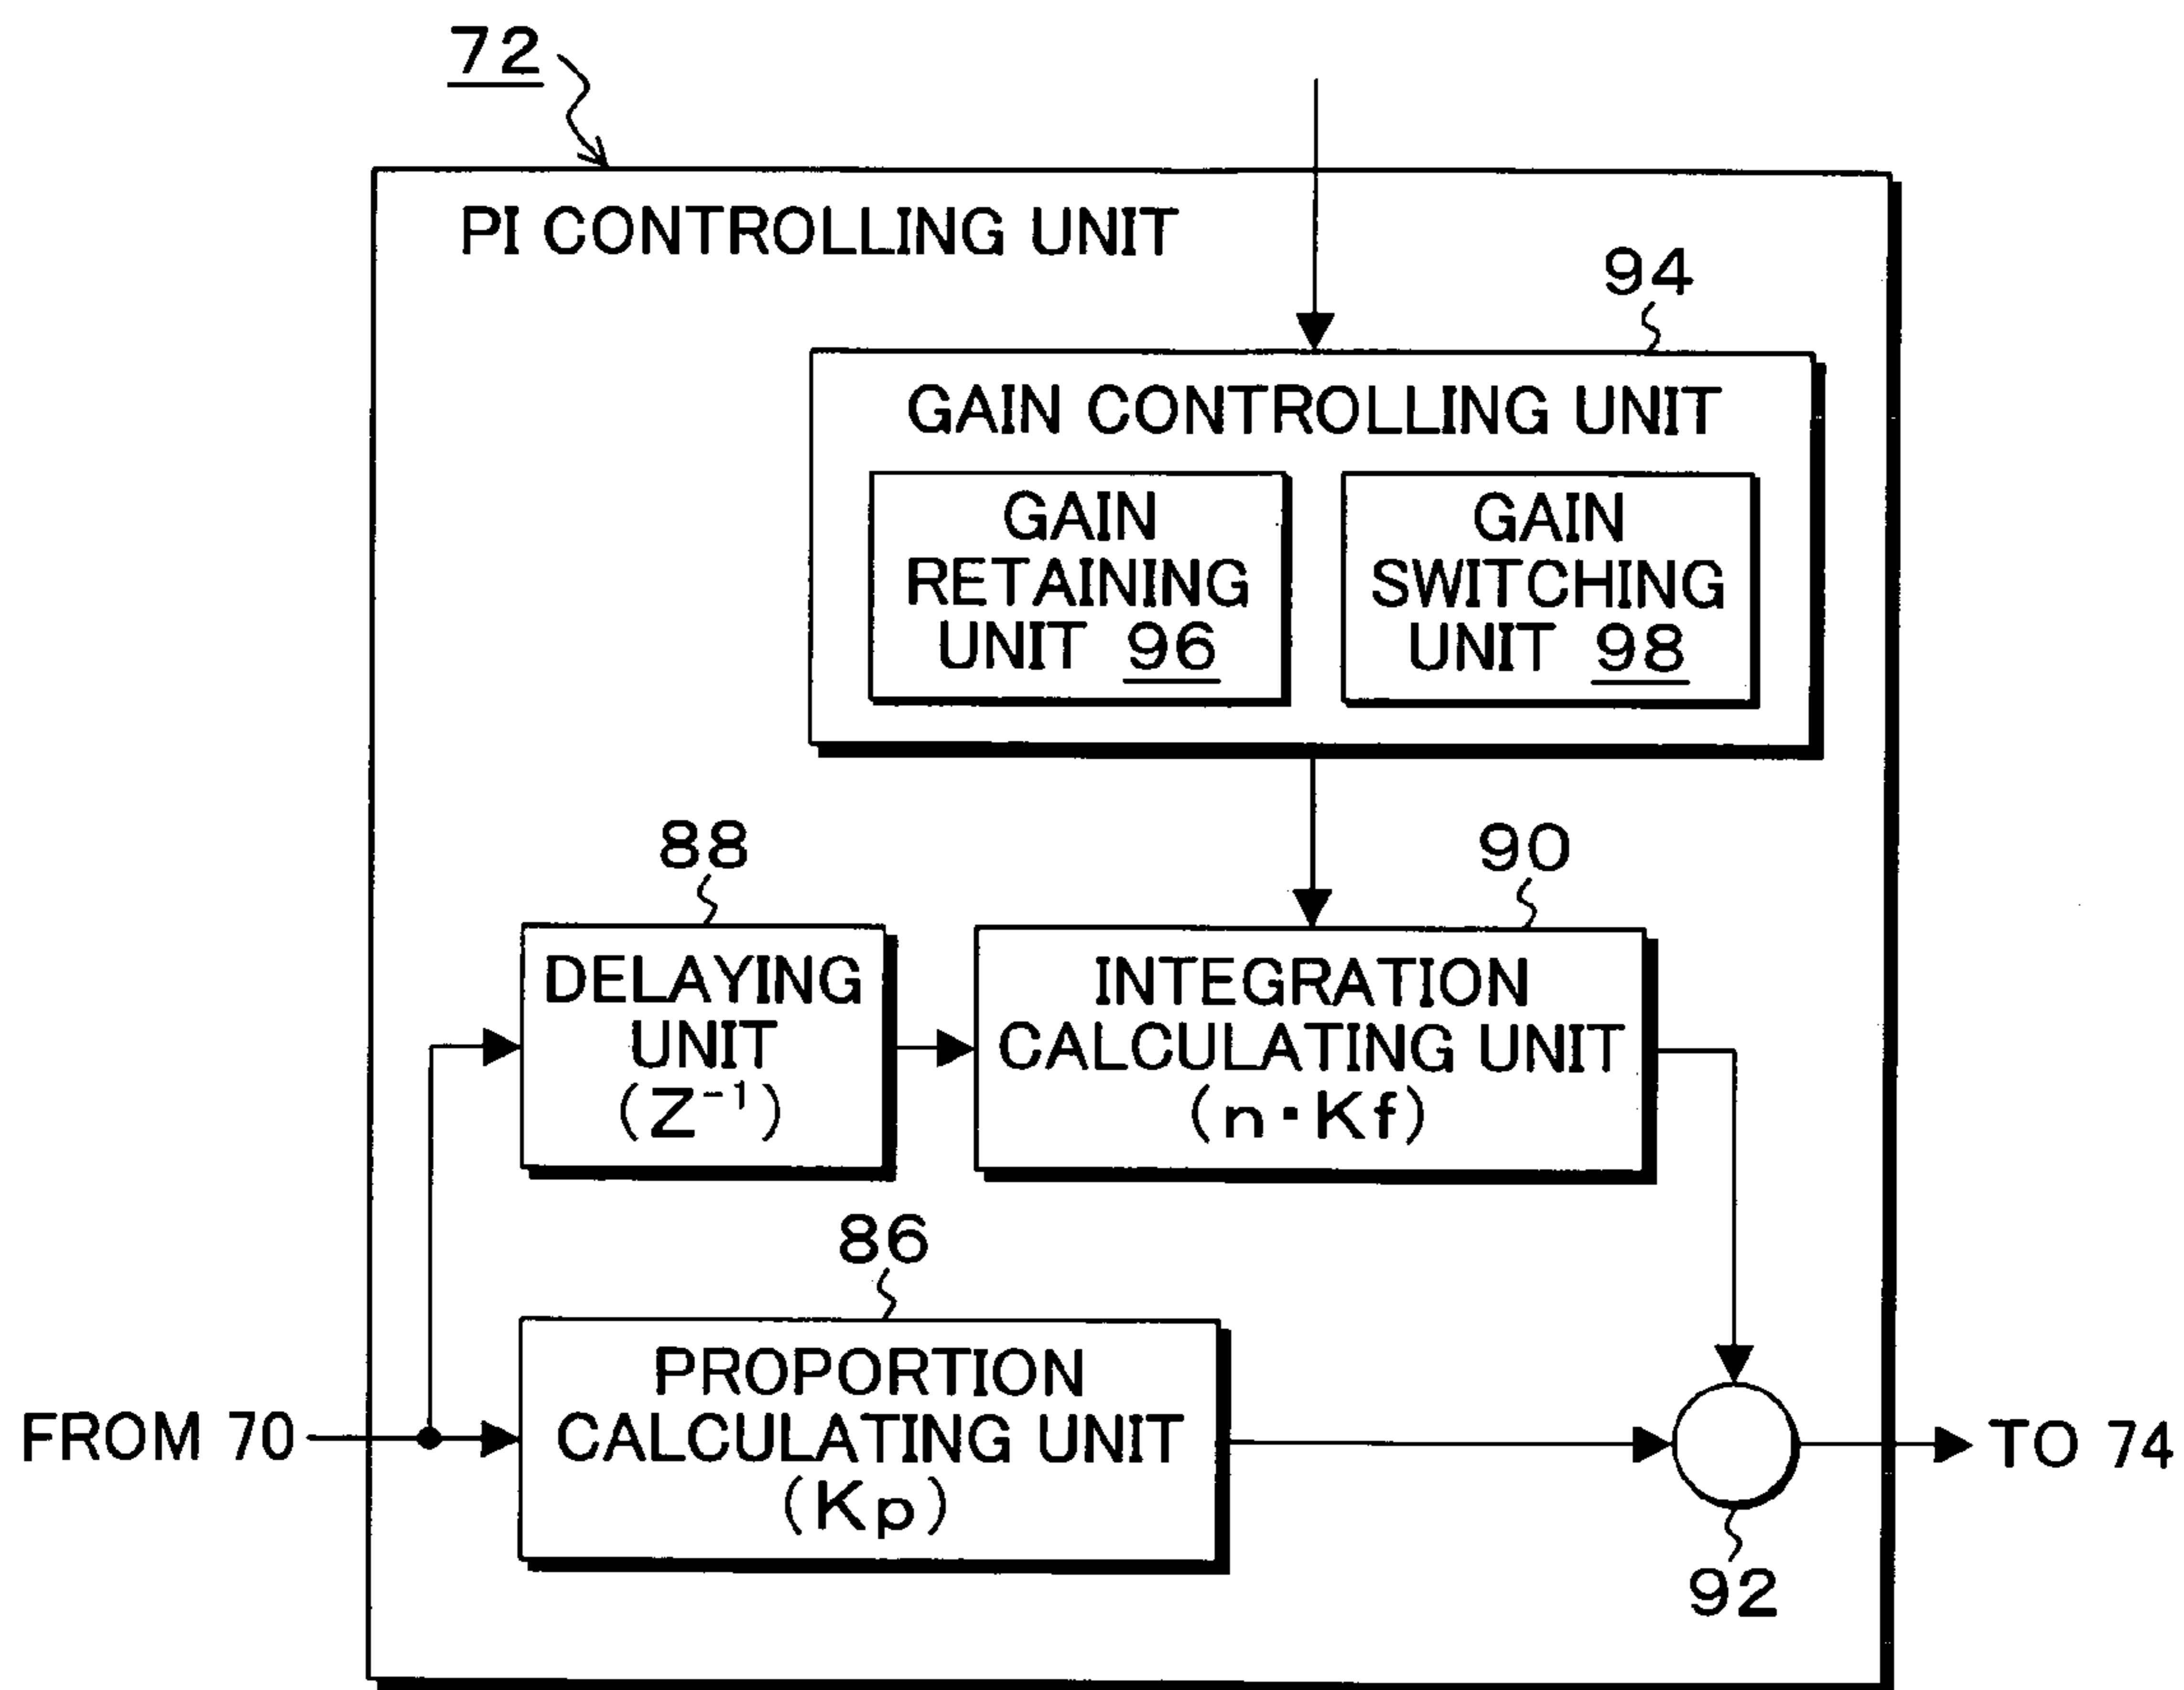 72
PI CONTROLLING UNIT
94
GAIN CONTROLLING UNIT
GAIN
RETAINING
UNIT 96
GAIN
SWITCHING
UNIT 98
88
90
DELAYING
UNIT
(Z⁻¹)
INTEGRATION
CALCULATING UNIT
(n·Kf)
86
PROPORTION
CALCULATING UNIT
(Kp)
FROM 70
TO 74
92